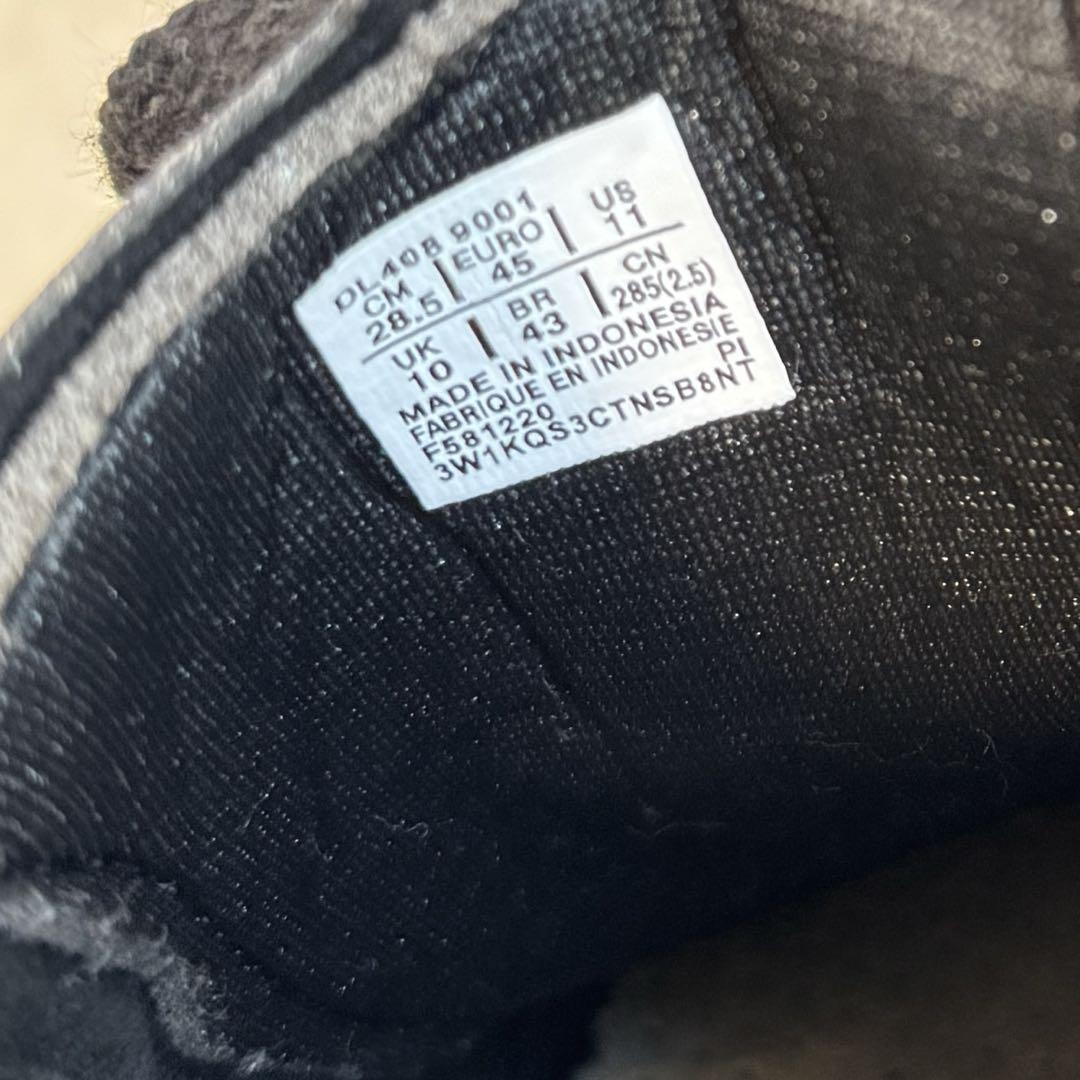 DL408 9001
CM | EURO | US
28.5 | 45 | 11
UK | BR | CN
10 | 43 | 285(2.5)
MADE IN INDONESIA
FABRIQUE EN INDONESIE
F581220 PI
3W1KQS3CTNSB8NT